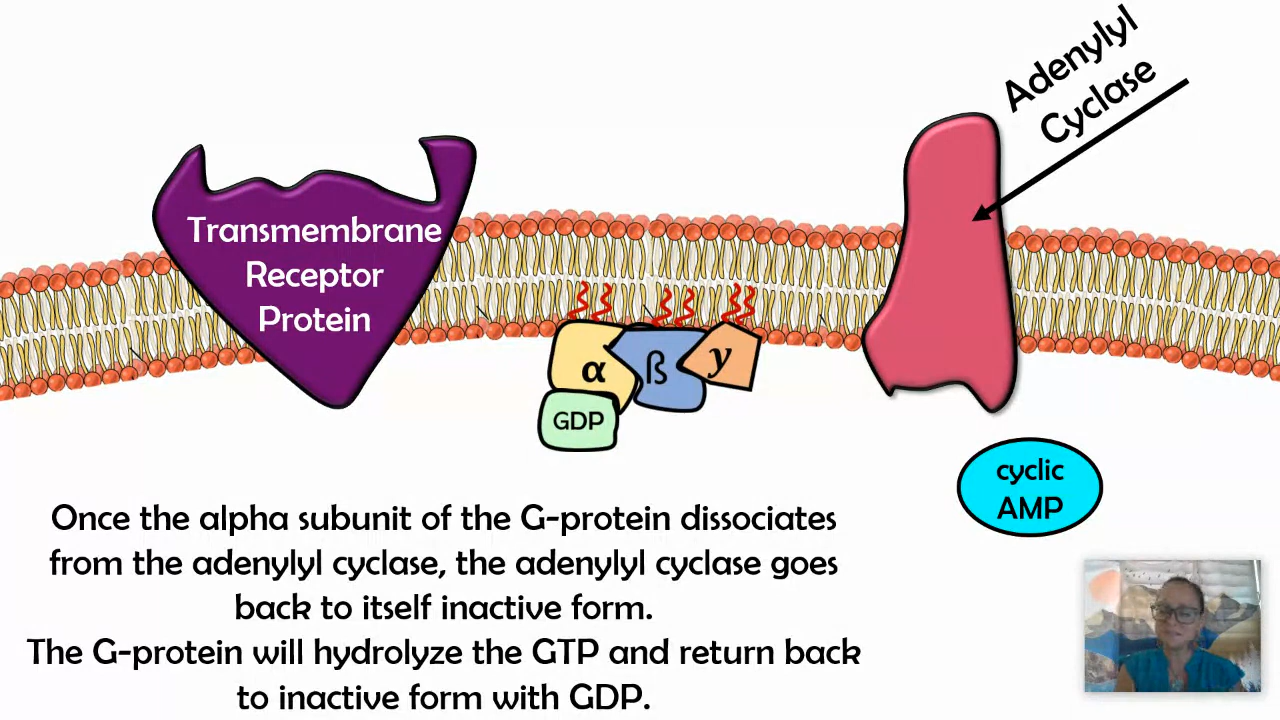 Adenylyl
Cyclase
Transmembrane
Receptor
Protein
α
ß
y
GDP
cyclic
AMP
Once the alpha subunit of the G-protein dissociates
from the adenylyl cyclase, the adenylyl cyclase goes
back to itself inactive form.
The G-protein will hydrolyze the GTP and return back
to inactive form with GDP.